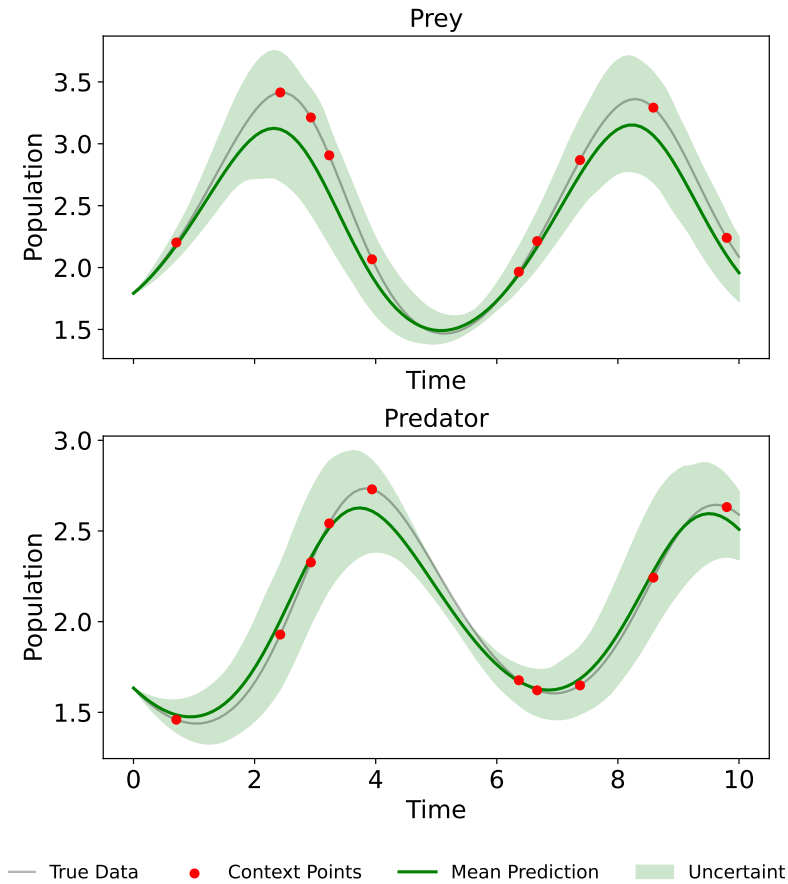 Prey
3.5
3.0
2.5
2.0
1.5
Population
Time
Predator
3.0
2.5
2.0
1.5
Population
0 2 4 6 8 10
Time
True Data Context Points Mean Prediction Uncertaint